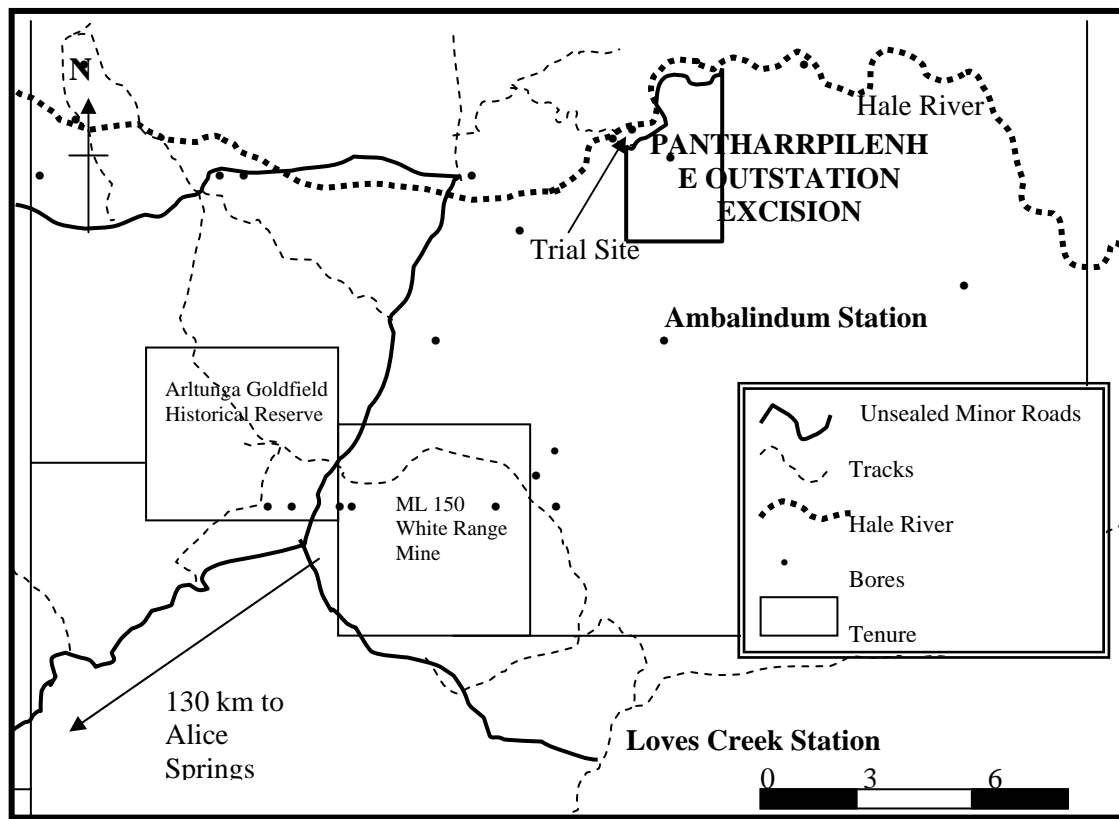 N
Hale River
PANTHARRPILENH
E OUTSTATION
EXCISION
Trial Site
Ambalindum Station
Arltunga Goldfield
Historical Reserve
ML 150
White Range
Mine
Unsealed Minor Roads
Tracks
Hale River
Bores
Tenure
130 km to
Alice
Springs
Loves Creek Station
0 3 6